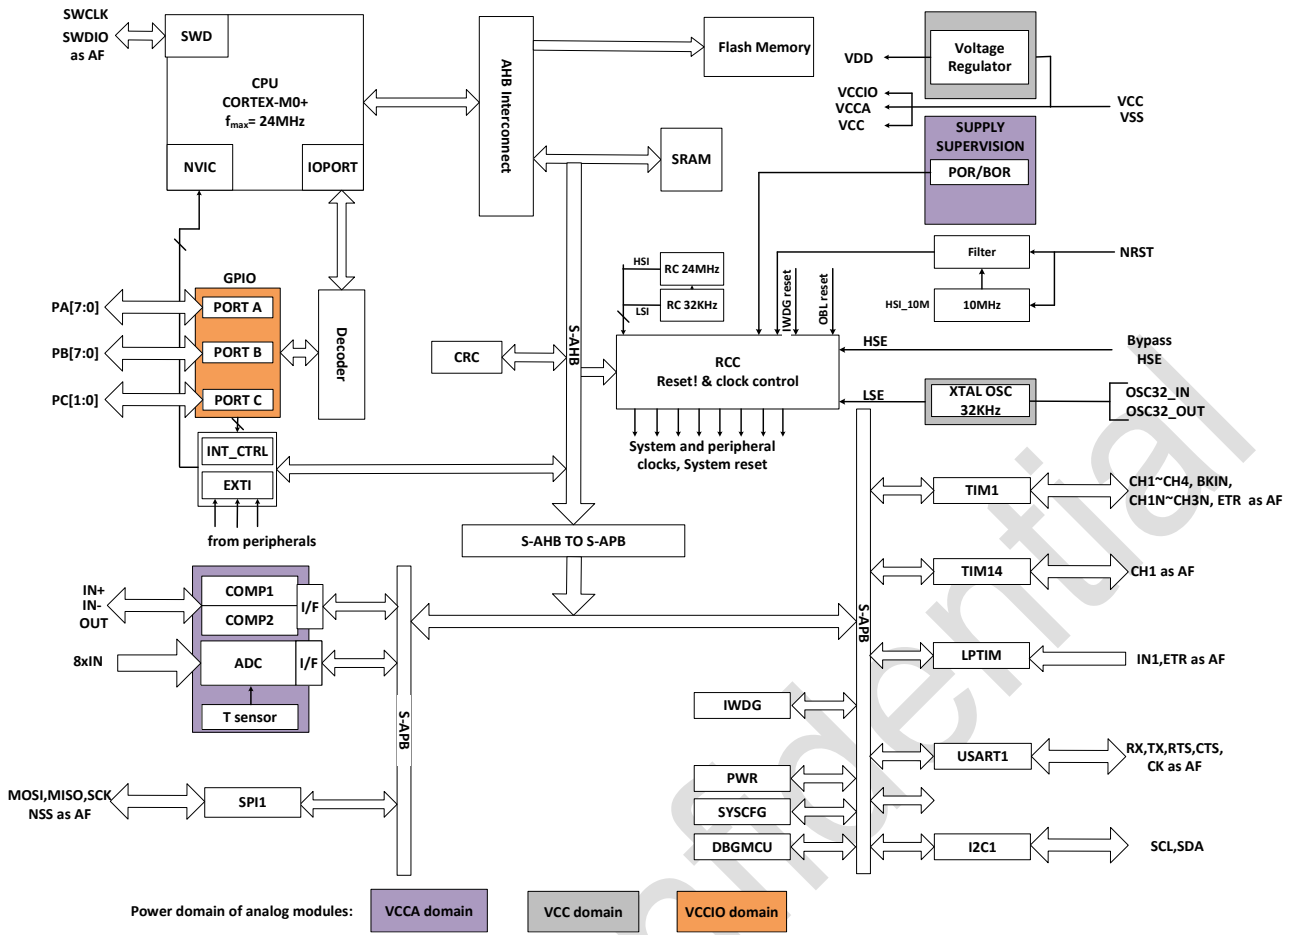 SWCLK
SWDIO
as AF
SWD
CPU
CORTEX-M0+
fmax= 24MHz
NVIC
IOPORT
AHB Interconnect
Flash Memory
SRAM
VDD
Voltage
Regulator
VCCIO
VCCA
VCC
VCC
VSS
SUPPLY
SUPERVISION
POR/BOR
Filter
NRST
HSI_10M
10MHz
GPIO
PA[7:0]
PORT A
PB[7:0]
PORT B
PC[1:0]
PORT C
Decoder
INT_CTRL
EXTI
from peripherals
CRC
S-AHB
HSI
RC 24MHz
LSI
RC 32KHz
IWDG reset
OBL reset
RCC
Reset! & clock control
HSE
Bypass
HSE
LSE
XTAL OSC
32KHz
OSC32_IN
OSC32_OUT
System and peripheral
clocks, System reset
S-AHB TO S-APB
IN+
IN-
OUT
COMP1
COMP2
I/F
8xIN
ADC
I/F
T sensor
S-APB
MOSI,MISO,SCK
NSS as AF
SPI1
S-APB
TIM1
CH1~CH4, BKIN,
CH1N~CH3N, ETR as AF
TIM14
CH1 as AF
LPTIM
IN1,ETR as AF
IWDG
USART1
RX,TX,RTS,CTS,
CK as AF
PWR
SYSCFG
DBGMCU
I2C1
SCL,SDA
Power domain of analog modules:
VCCA domain
VCC domain
VCCIO domain
nfidential